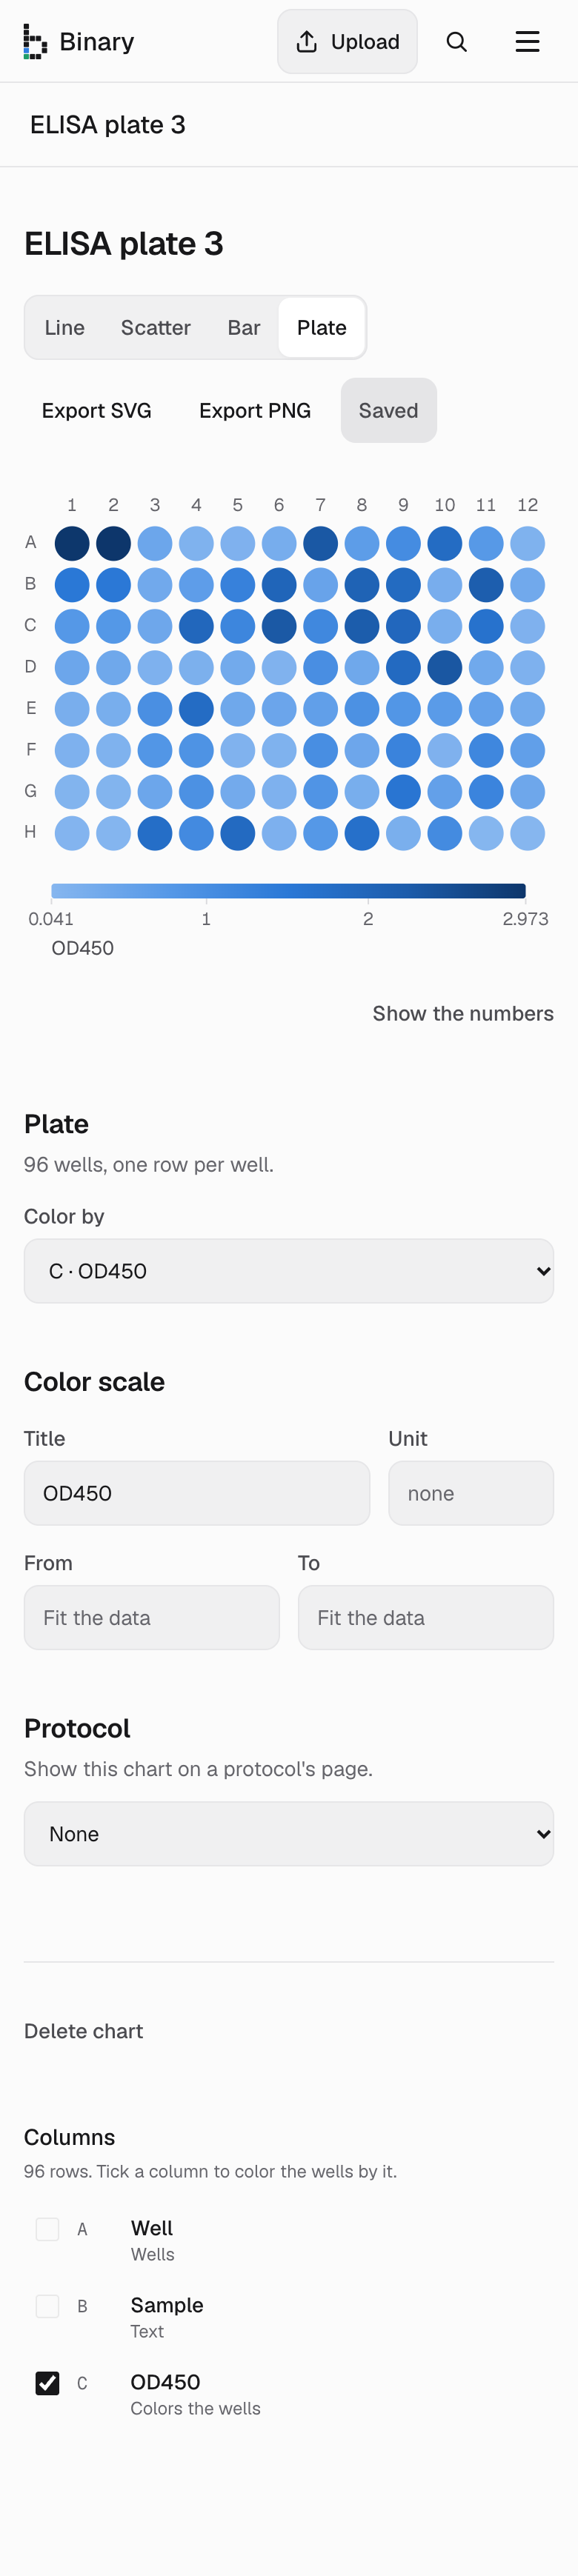 Binary
Upload
ELISA plate 3
ELISA plate 3
Line Scatter Bar Plate
Export SVG Export PNG Saved
1 2 3 4 5 6 7 8 9 10 11 12
A
B
C
D
E
F
G
H
0.041 1 2 2.973
OD450
Show the numbers
Plate
96 wells, one row per well.
Color by
C · OD450
Color scale
Title Unit
OD450 none
From To
Fit the data Fit the data
Protocol
Show this chart on a protocol's page.
None
Delete chart
Columns
96 rows. Tick a column to color the wells by it.
A Well
Wells
B Sample
Text
C OD450
Colors the wells